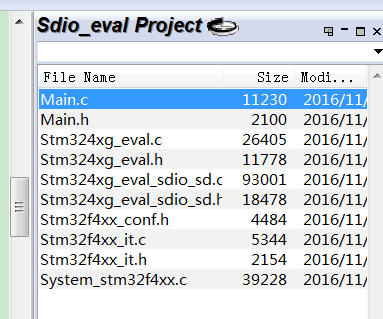 Sdio_eval Project
File Name Size Modi...
Main.c 11230 2016/11/
Main.h 2100 2016/11/
Stm324xg_eval.c 26405 2016/11/
Stm324xg_eval.h 11778 2016/11/
Stm324xg_eval_sdio_sd.c 93001 2016/11/
Stm324xg_eval_sdio_sd.h 18478 2016/11/
Stm32f4xx_conf.h 4484 2016/11/
Stm32f4xx_it.c 5344 2016/11/
Stm32f4xx_it.h 2154 2016/11/
System_stm32f4xx.c 39228 2016/11/